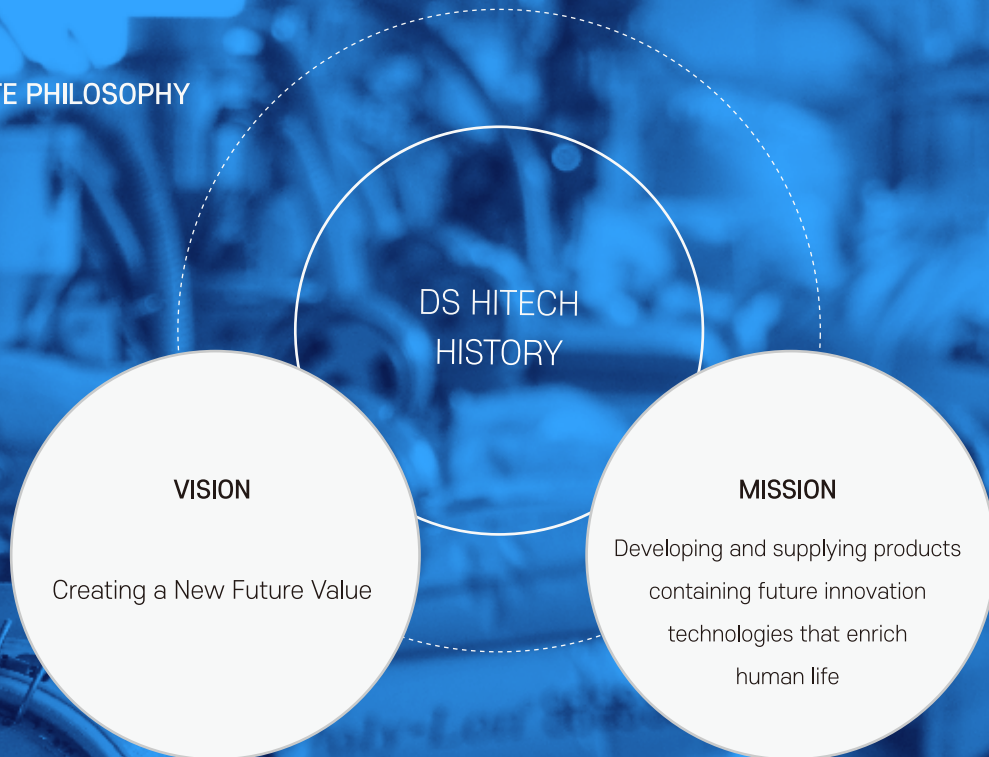 TE PHILOSOPHY
DS HITECH
HISTORY
VISION
Creating a New Future Value
MISSION
Developing and supplying products
containing future innovation
technologies that enrich
human life